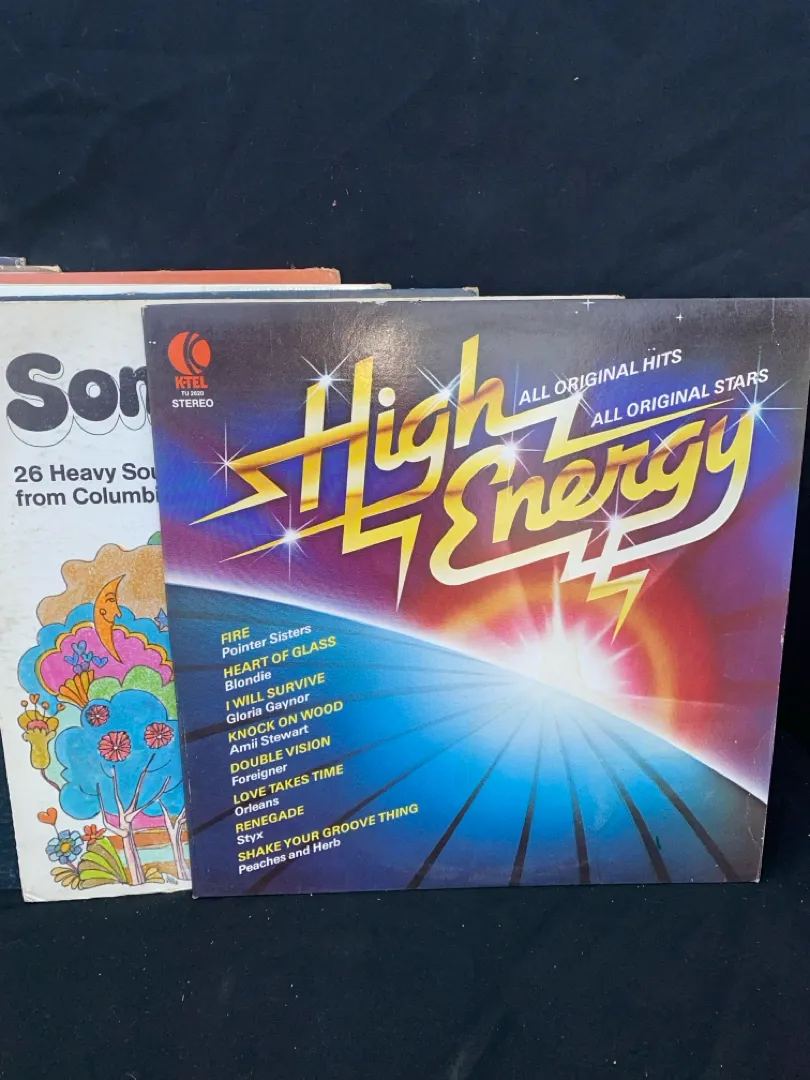 K-TEL
TU 2620
STEREO
High
Energy
ALL ORIGINAL HITS
ALL ORIGINAL STARS
FIRE
Pointer Sisters
HEART OF GLASS
Blondie
I WILL SURVIVE
Gloria Gaynor
KNOCK ON WOOD
Amii Stewart
DOUBLE VISION
Foreigner
LOVE TAKES TIME
Orleans
RENEGADE
Styx
SHAKE YOUR GROOVE THING
Peaches and Herb
Som
26 Heavy Sou
from Columbi